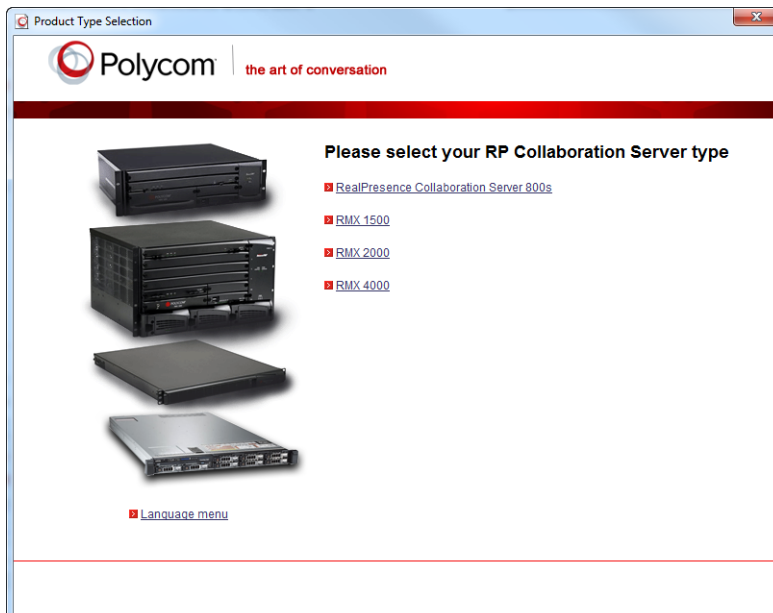 Product Type Selection
Polycom
the art of conversation
Please select your RP Collaboration Server type
RealPresence Collaboration Server 800s
RMX 1500
RMX 2000
RMX 4000
Language menu